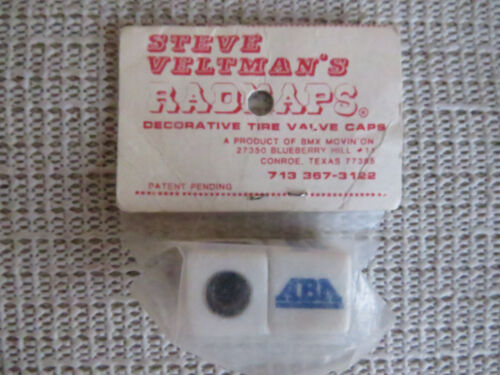 STEVE
VELTMAN'S
RADKAPS®
DECORATIVE TIRE VALVE CAPS
A PRODUCT OF BMX MOVIN ON
27350 BLUEBERRY HILL #11
CONROE, TEXAS 77385
713 367-3122
PATENT PENDING
ABA